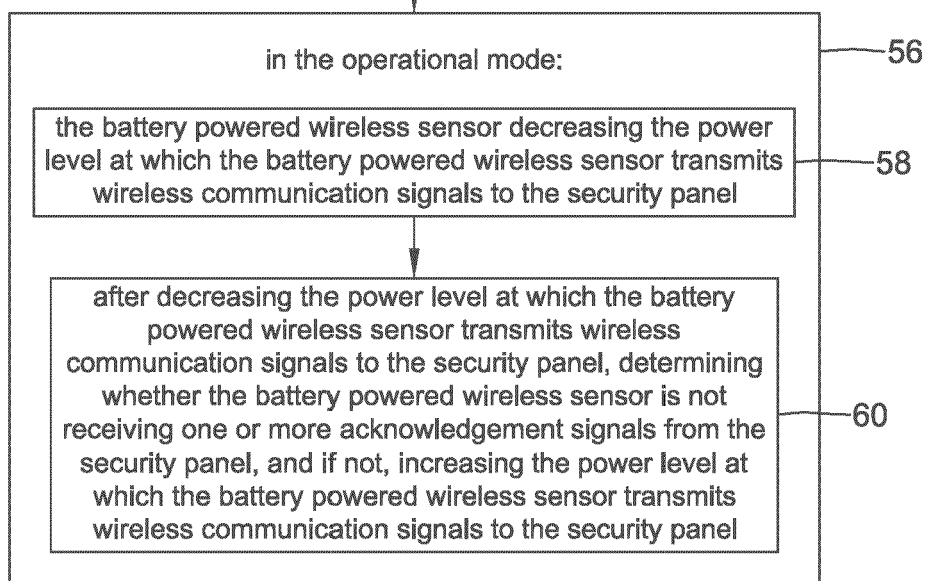 in the operational mode:
56
the battery powered wireless sensor decreasing the power
level at which the battery powered wireless sensor transmits
wireless communication signals to the security panel
58
after decreasing the power level at which the battery
powered wireless sensor transmits wireless
communication signals to the security panel, determining
whether the battery powered wireless sensor is not
receiving one or more acknowledgement signals from the
security panel, and if not, increasing the power level at
which the battery powered wireless sensor transmits
wireless communication signals to the security panel
60